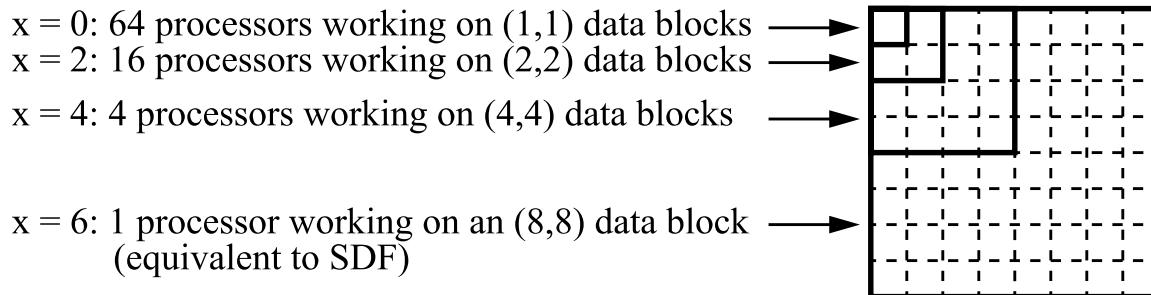 x = 0: 64 processors working on (1,1) data blocks
x = 2: 16 processors working on (2,2) data blocks
x = 4: 4 processors working on (4,4) data blocks
x = 6: 1 processor working on an (8,8) data block
(equivalent to SDF)